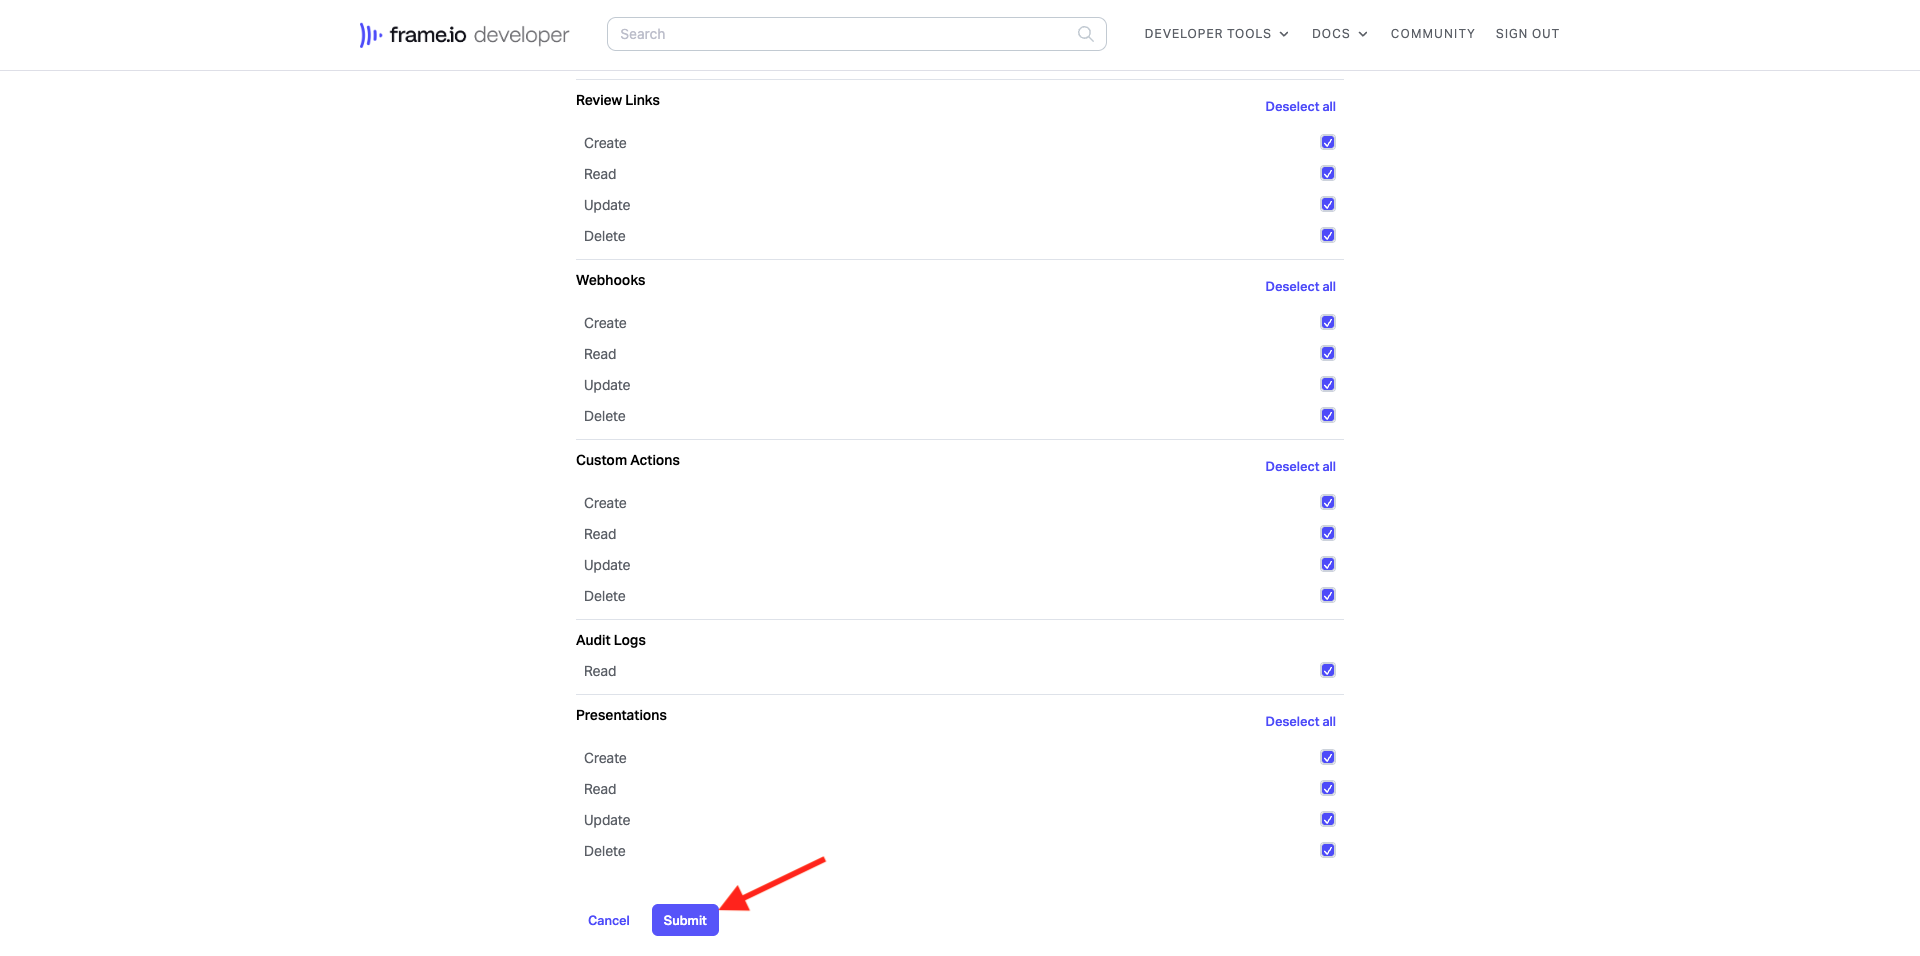 frame.io developer
Search
DEVELOPER TOOLS
DOCS
COMMUNITY
SIGN OUT
Review Links
Deselect all
Create
Read
Update
Delete
Webhooks
Deselect all
Create
Read
Update
Delete
Custom Actions
Deselect all
Create
Read
Update
Delete
Audit Logs
Read
Presentations
Deselect all
Create
Read
Update
Delete
Cancel
Submit